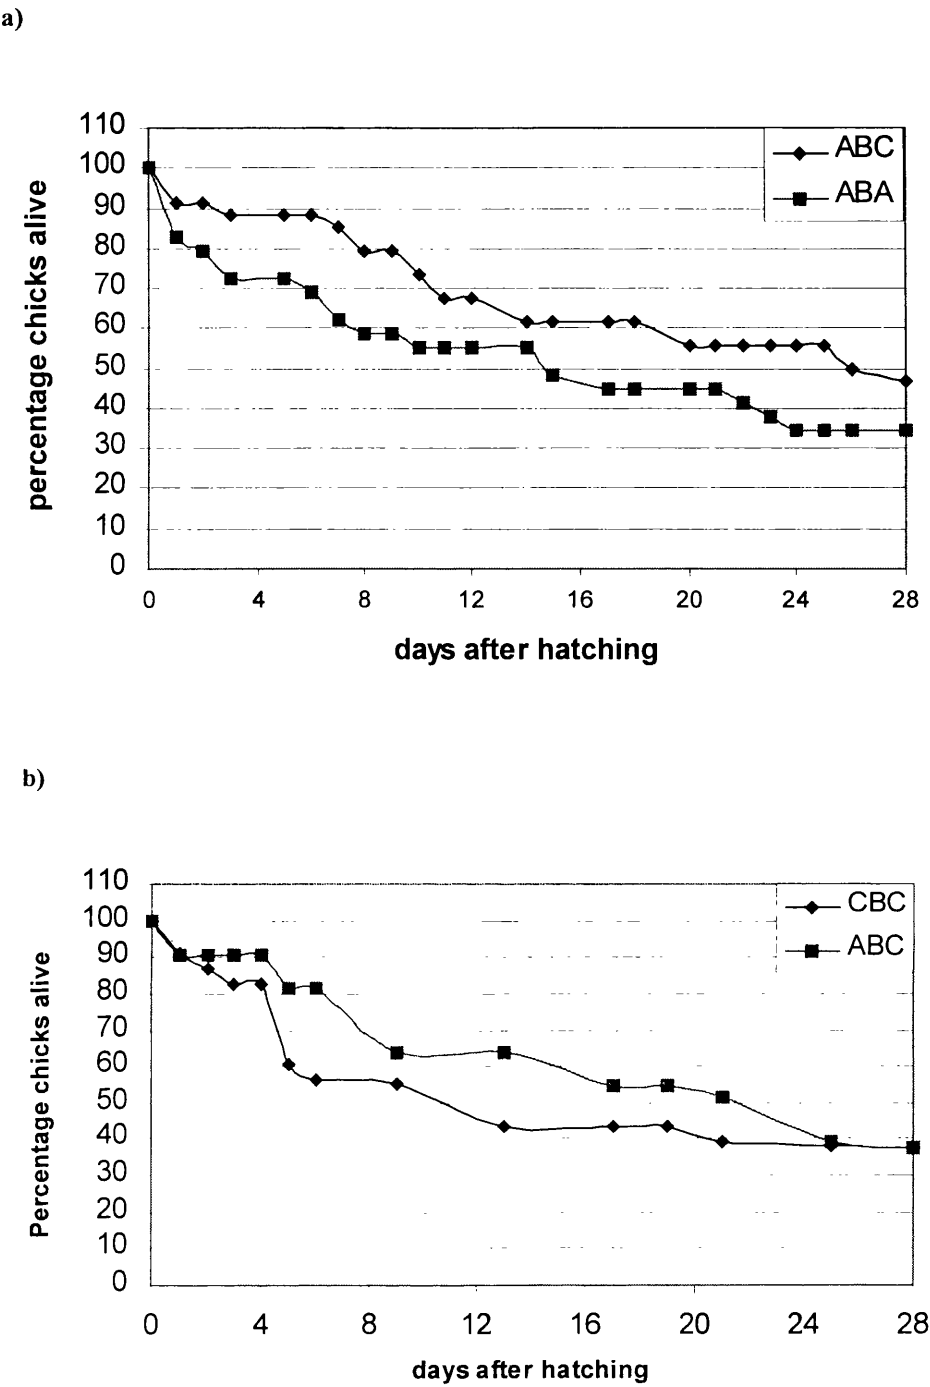 a)
110
100
90
80
70
60
50
40
30
20
10
0
percentage chicks alive
ABC
ABA
0 4 8 12 16 20 24 28
days after hatching
b)
110
100
90
80
70
60
50
40
30
20
10
0
Percentage chicks alive
CBC
ABC
0 4 8 12 16 20 24 28
days after hatching